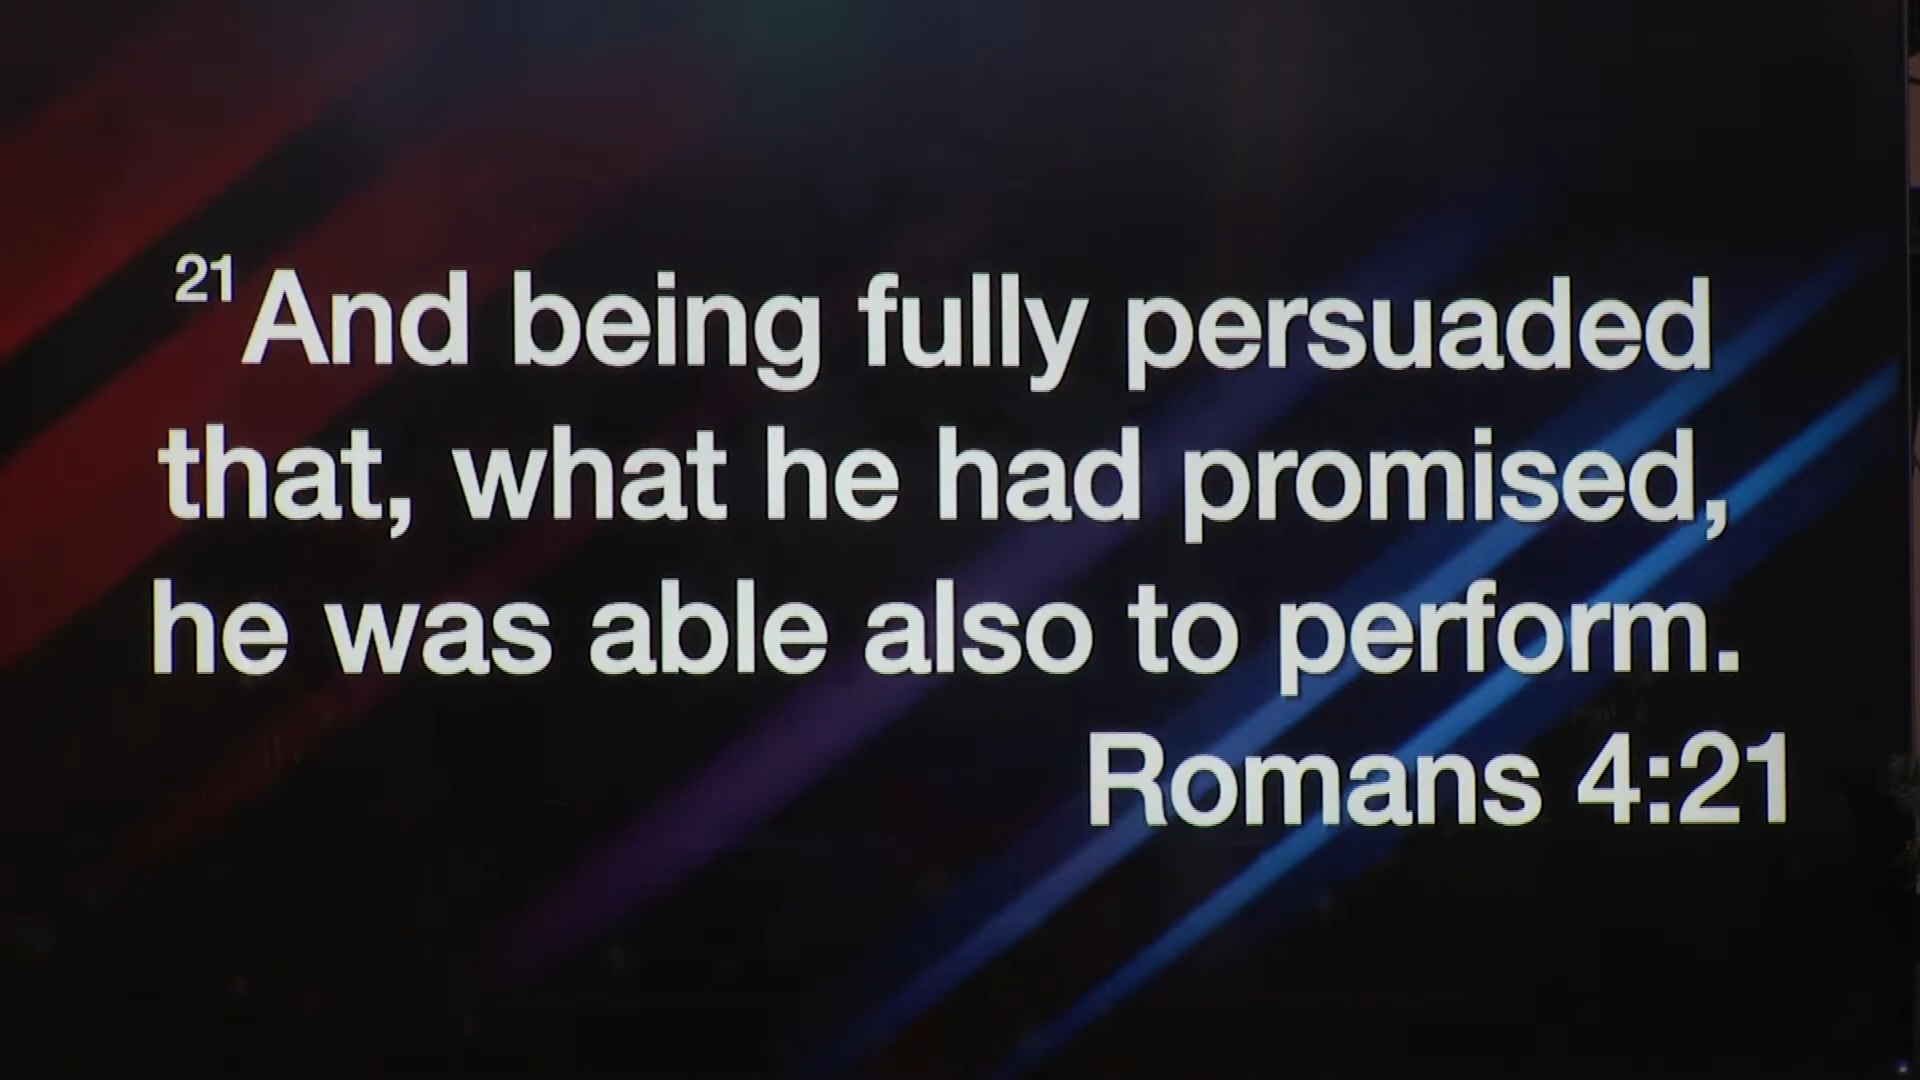 21 And being fully persuaded
that, what he had promised,
he was able also to perform.
Romans 4:21